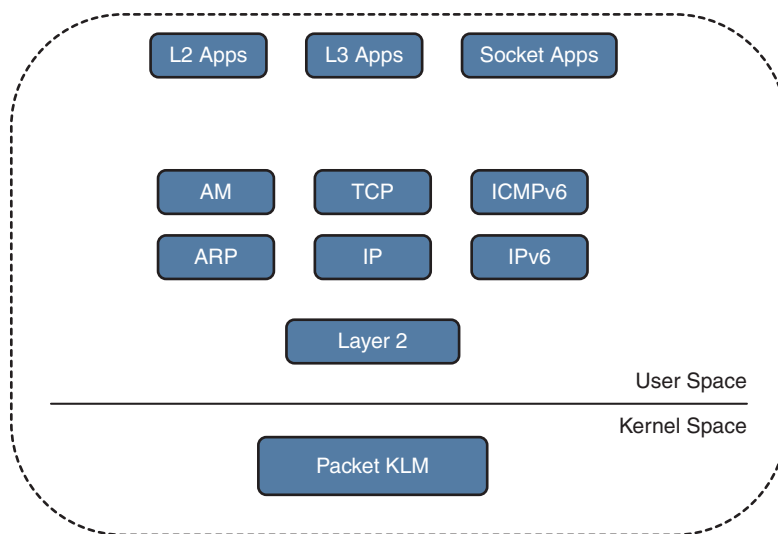 L2 Apps
L3 Apps
Socket Apps
AM
TCP
ICMPv6
ARP
IP
IPv6
Layer 2
User Space
Kernel Space
Packet KLM